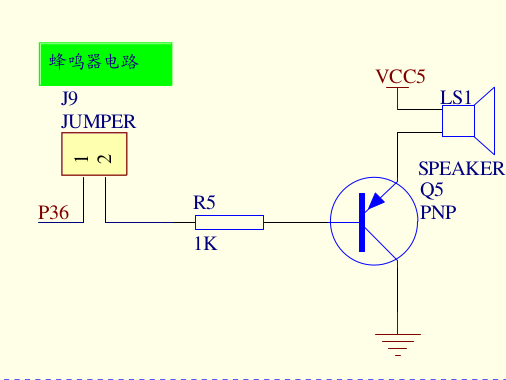 蜂鸣器电路
J9
JUMPER
1
2
P36
R5
1K
VCC5
LS1
SPEAKER
Q5
PNP